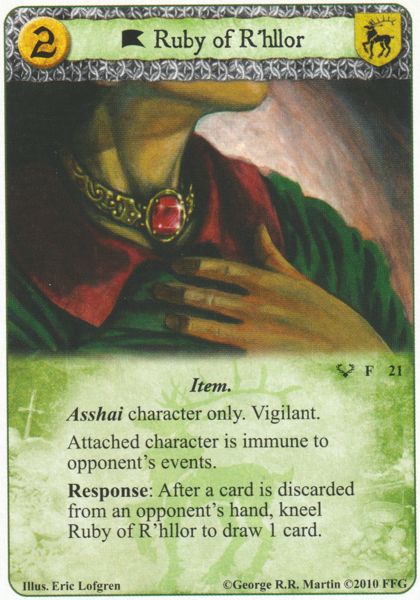 2
Ruby of R'hllor
F 21
Item.
Asshai character only. Vigilant.
Attached character is immune to
opponent's events.
Response: After a card is discarded
from an opponent's hand, kneel
Ruby of R'hllor to draw 1 card.
Illus. Eric Lofgren ©George R.R. Martin ©2010 FFG